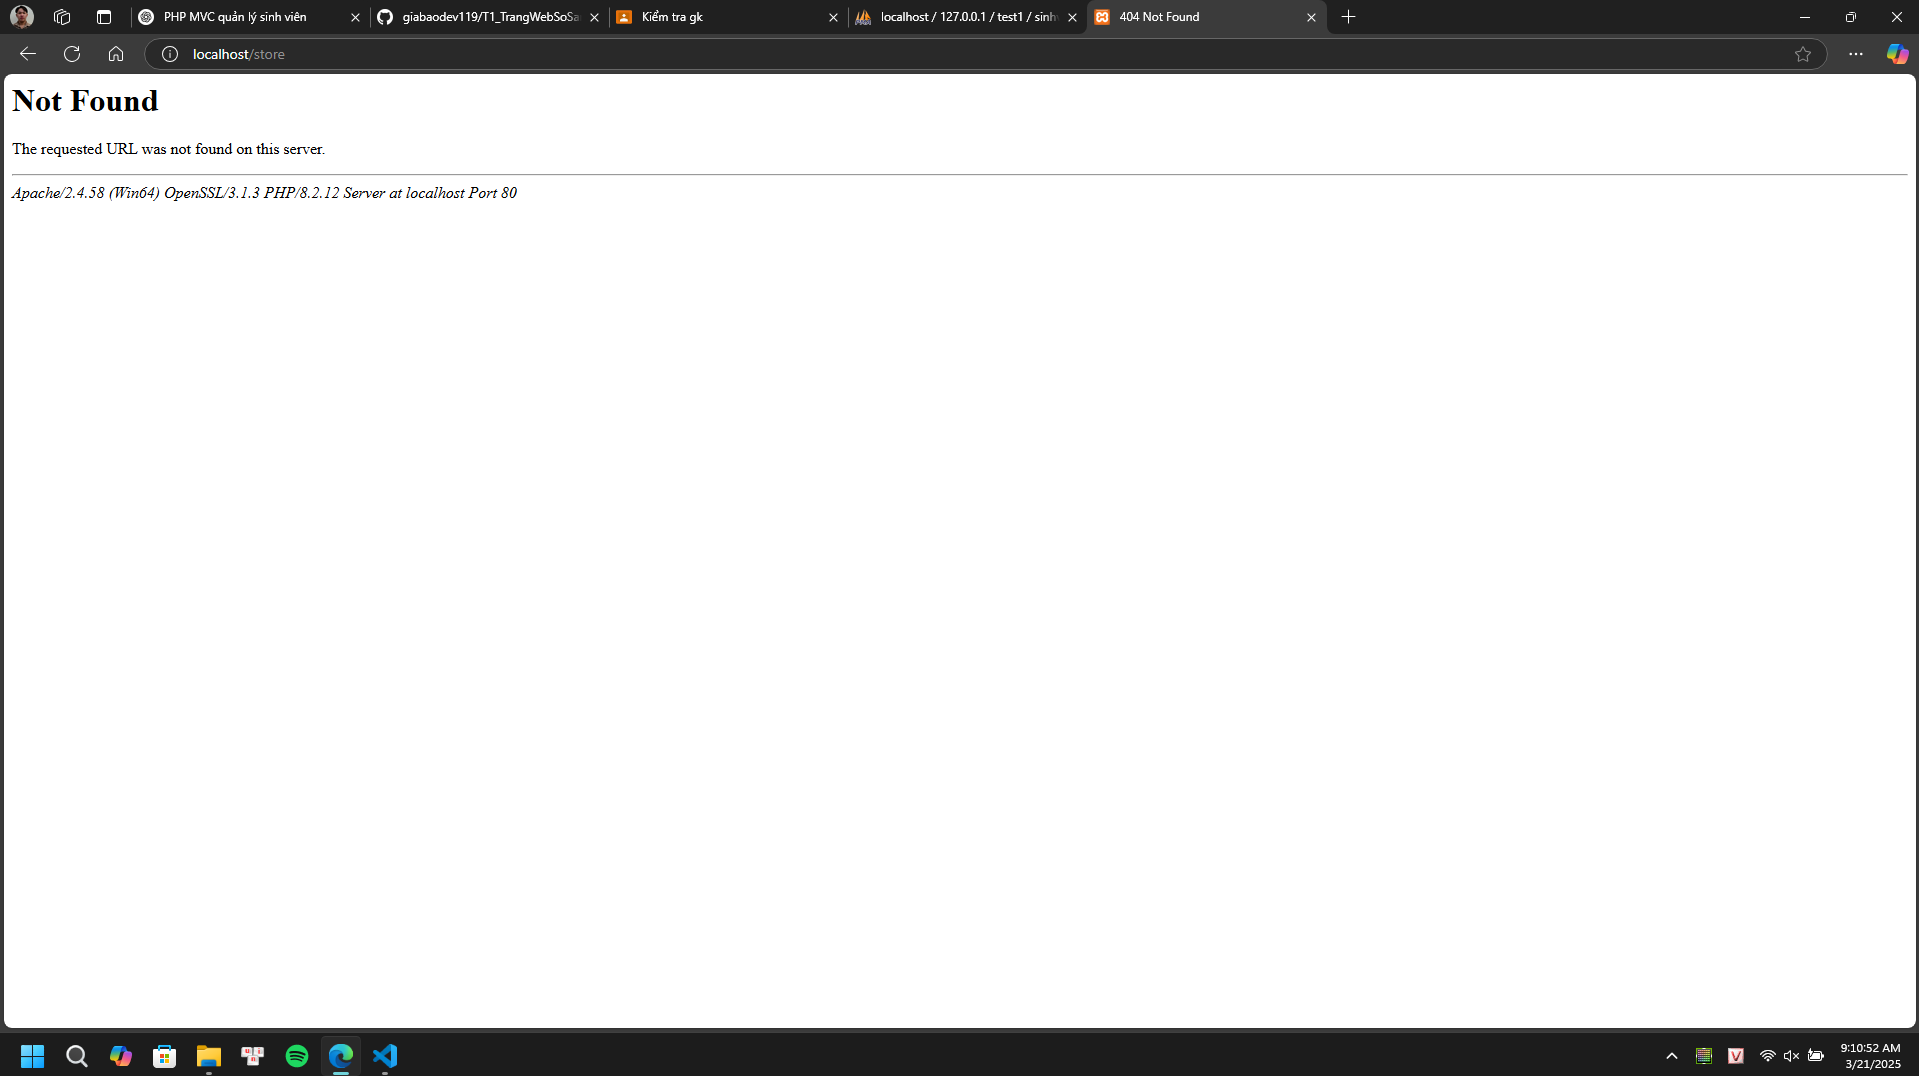 PHP MVC quản lý sinh viên
giabaodev119/T1_TrangWebSoSa
Kiểm tra gk
localhost / 127.0.0.1 / test1 / sinh
404 Not Found
localhost/store
Not Found
The requested URL was not found on this server.
Apache/2.4.58 (Win64) OpenSSL/3.1.3 PHP/8.2.12 Server at localhost Port 80
9:10:52 AM
3/21/2025